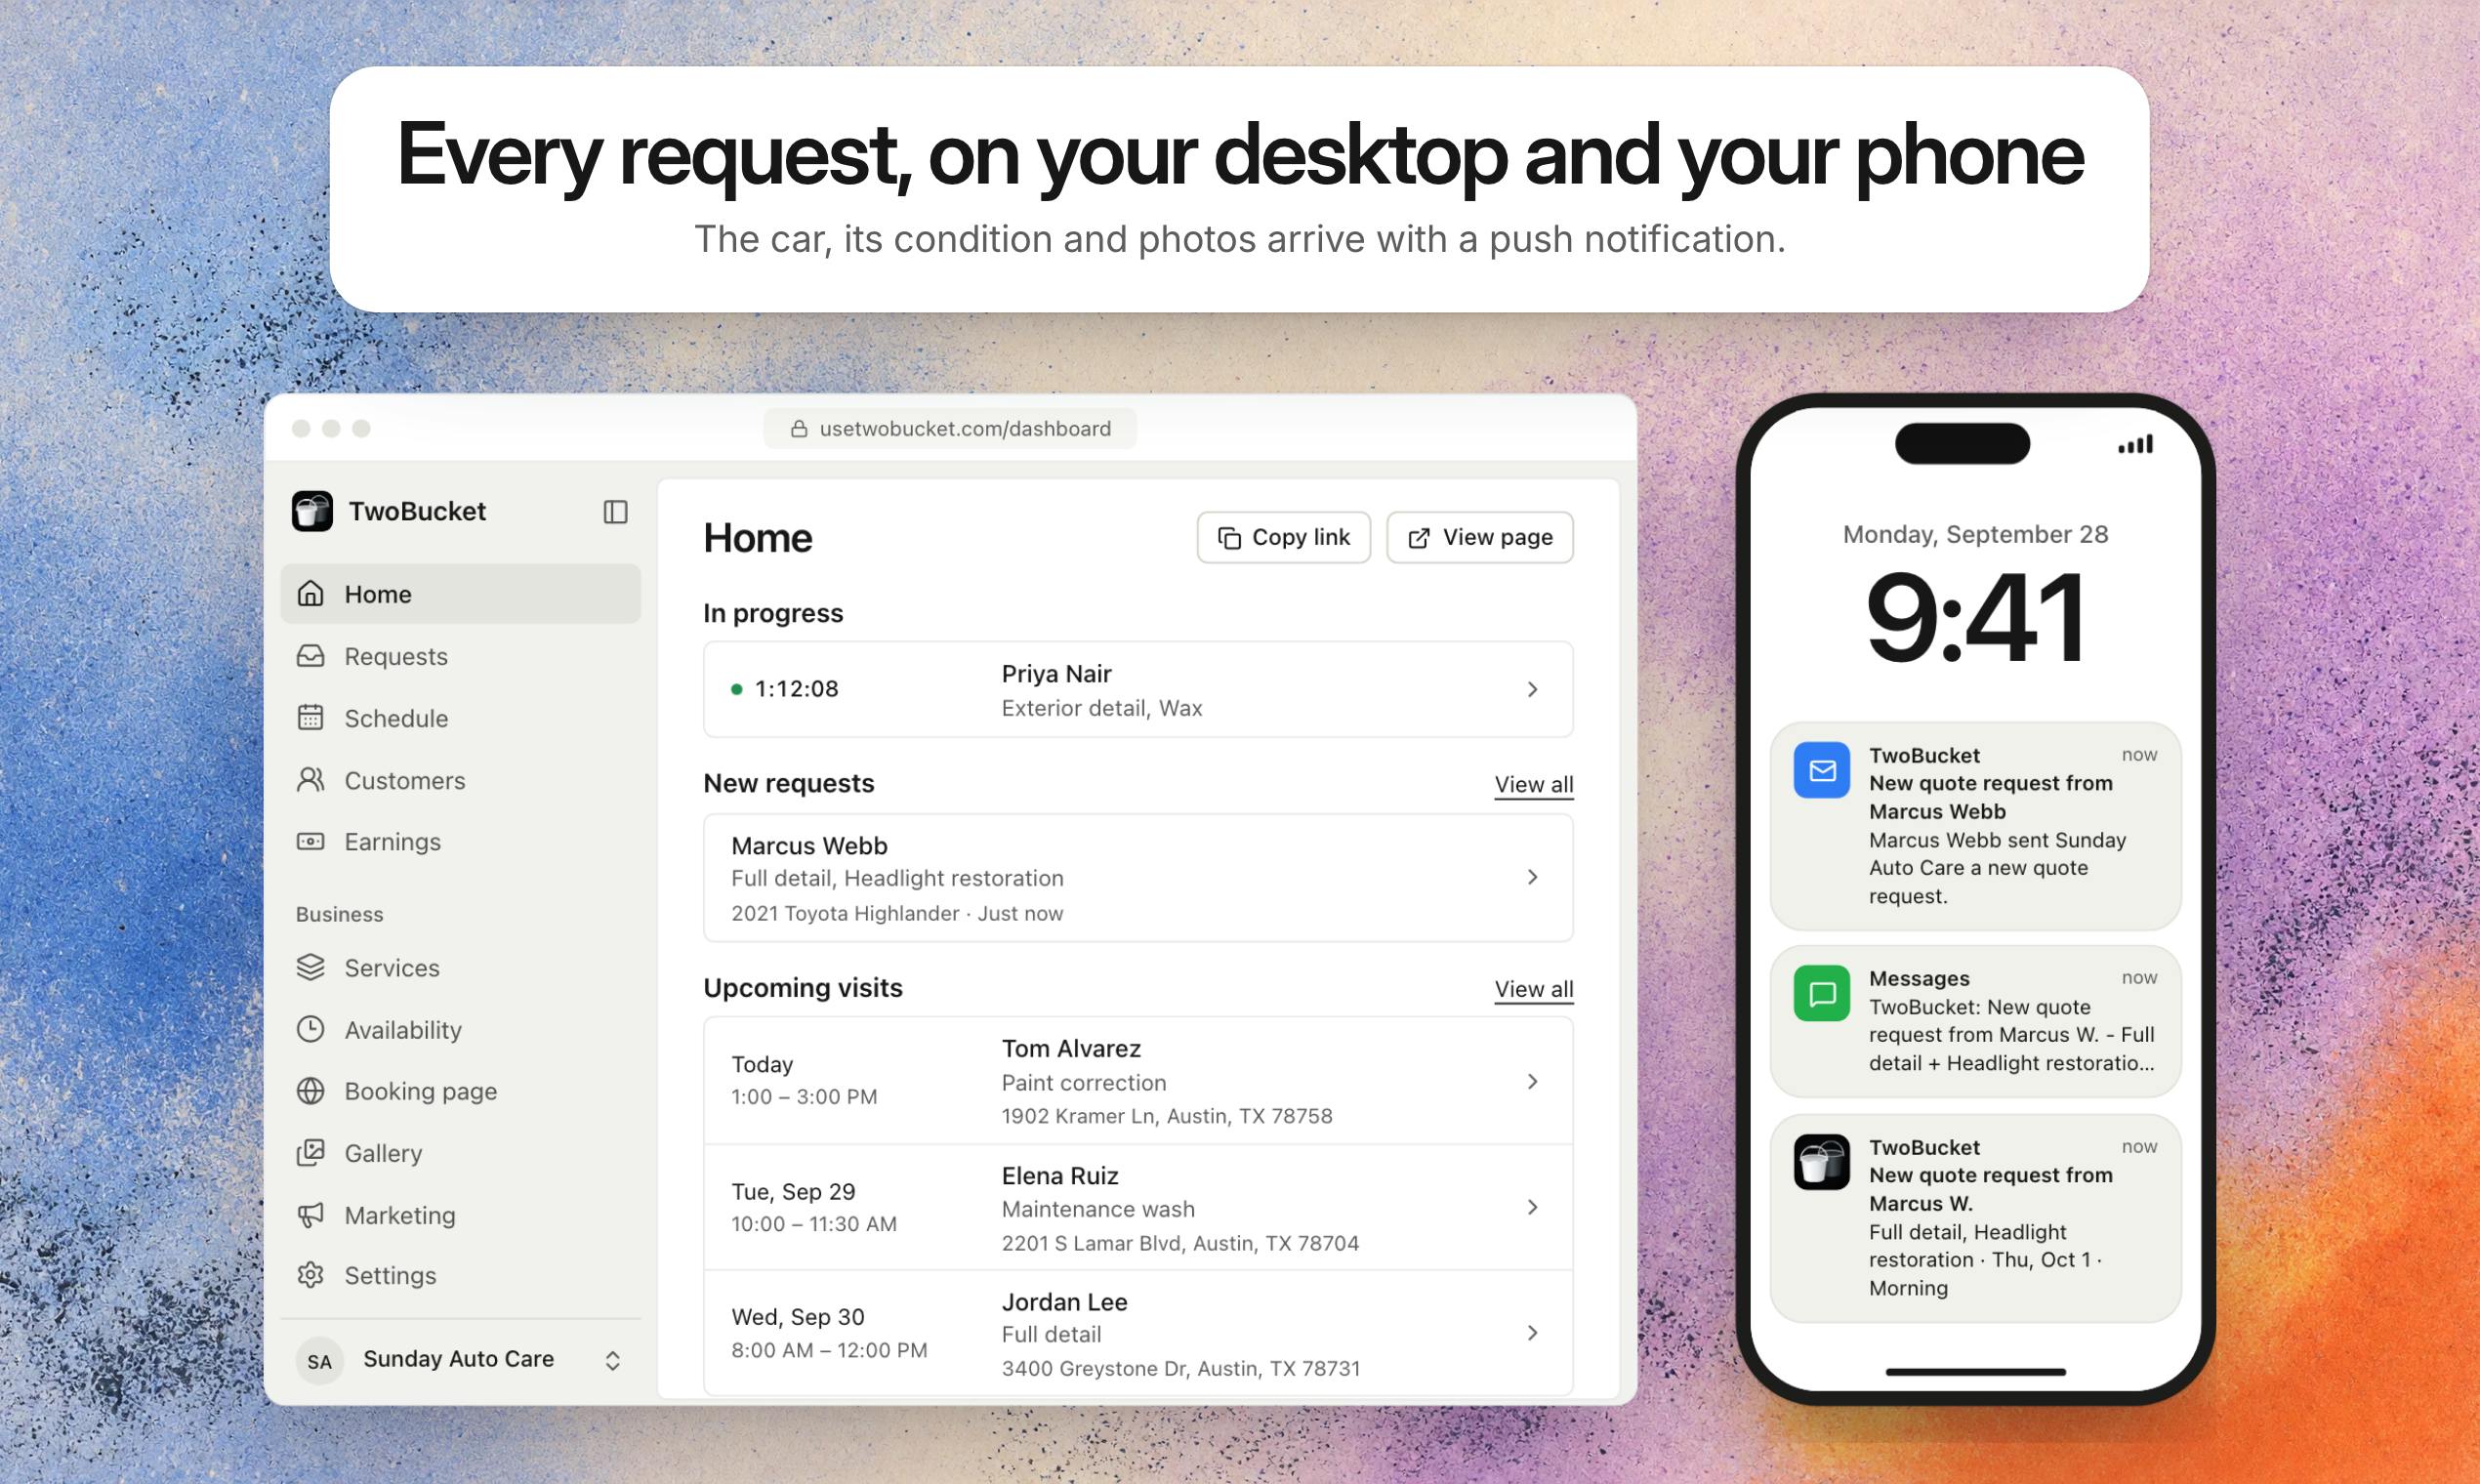 Every request, on your desktop and your phone
The car, its condition and photos arrive with a push notification.
usetwobucket.com/dashboard
TwoBucket
Home
Requests
Schedule
Customers
Earnings
Business
Services
Availability
Booking page
Gallery
Marketing
Settings
SA
Sunday Auto Care
Home
Copy link
View page
In progress
1:12:08
Priya Nair
Exterior detail, Wax
New requests
View all
Marcus Webb
Full detail, Headlight restoration
2021 Toyota Highlander · Just now
Upcoming visits
View all
Today
1:00 – 3:00 PM
Tom Alvarez
Paint correction
1902 Kramer Ln, Austin, TX 78758
Tue, Sep 29
10:00 – 11:30 AM
Elena Ruiz
Maintenance wash
2201 S Lamar Blvd, Austin, TX 78704
Wed, Sep 30
8:00 AM – 12:00 PM
Jordan Lee
Full detail
3400 Greystone Dr, Austin, TX 78731
Monday, September 28
9:41
TwoBucket
now
New quote request from
Marcus Webb
Marcus Webb sent Sunday
Auto Care a new quote
request.
Messages
now
TwoBucket: New quote
request from Marcus W. - Full
detail + Headlight restoratio...
TwoBucket
now
New quote request from
Marcus W.
Full detail, Headlight
restoration · Thu, Oct 1 ·
Morning